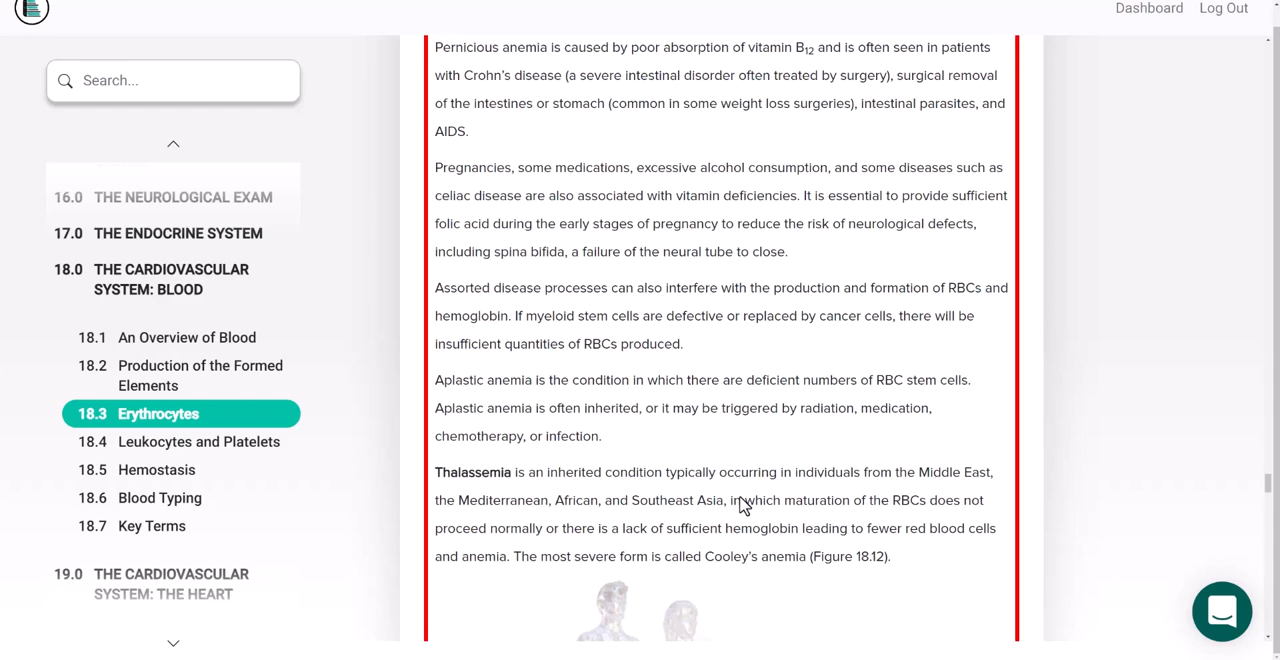 Dashboard Log Out
Search...
16.0 THE NEUROLOGICAL EXAM
17.0 THE ENDOCRINE SYSTEM
18.0 THE CARDIOVASCULAR
SYSTEM: BLOOD
18.1 An Overview of Blood
18.2 Production of the Formed
Elements
18.3 Erythrocytes
18.4 Leukocytes and Platelets
18.5 Hemostasis
18.6 Blood Typing
18.7 Key Terms
19.0 THE CARDIOVASCULAR
SYSTEM: THE HEART
Pernicious anemia is caused by poor absorption of vitamin B12 and is often seen in patients
with Crohn’s disease (a severe intestinal disorder often treated by surgery), surgical removal
of the intestines or stomach (common in some weight loss surgeries), intestinal parasites, and
AIDS.
Pregnancies, some medications, excessive alcohol consumption, and some diseases such as
celiac disease are also associated with vitamin deficiencies. It is essential to provide sufficient
folic acid during the early stages of pregnancy to reduce the risk of neurological defects,
including spina bifida, a failure of the neural tube to close.
Assorted disease processes can also interfere with the production and formation of RBCs and
hemoglobin. If myeloid stem cells are defective or replaced by cancer cells, there will be
insufficient quantities of RBCs produced.
Aplastic anemia is the condition in which there are deficient numbers of RBC stem cells.
Aplastic anemia is often inherited, or it may be triggered by radiation, medication,
chemotherapy, or infection.
Thalassemia is an inherited condition typically occurring in individuals from the Middle East,
the Mediterranean, African, and Southeast Asia, in which maturation of the RBCs does not
proceed normally or there is a lack of sufficient hemoglobin leading to fewer red blood cells
and anemia. The most severe form is called Cooley’s anemia (Figure 18.12).